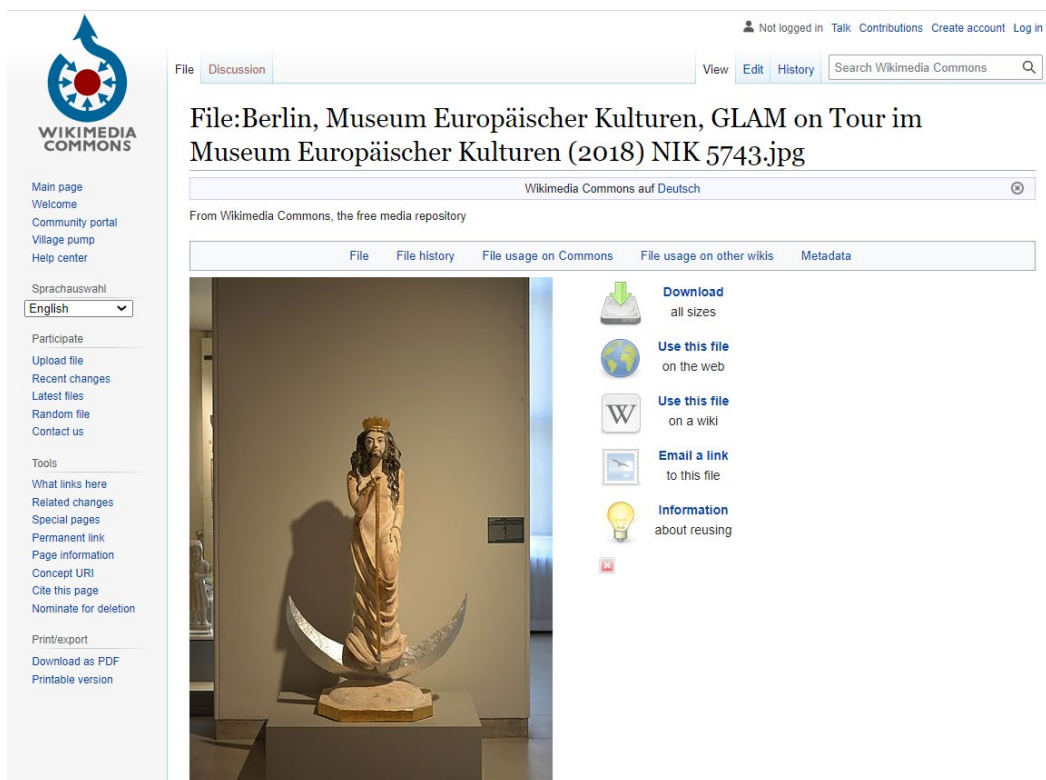 Not logged in Talk Contributions Create account Log in
File Discussion View Edit History Search Wikimedia Commons
WIKIMEDIA
COMMONS
File:Berlin, Museum Europäischer Kulturen, GLAM on Tour im
Museum Europäischer Kulturen (2018) NIK 5743.jpg
Wikimedia Commons auf Deutsch
From Wikimedia Commons, the free media repository
Main page
Welcome
Community portal
Village pump
Help center
Sprachauswahl
English
Participate
Upload file
Recent changes
Latest files
Random file
Contact us
Tools
What links here
Related changes
Special pages
Permanent link
Page information
Concept URI
Cite this page
Nominate for deletion
Print/export
Download as PDF
Printable version
File File history File usage on Commons File usage on other wikis Metadata
Download
all sizes
Use this file
on the web
W
Use this file
on a wiki
Email a link
to this file
Information
about reusing